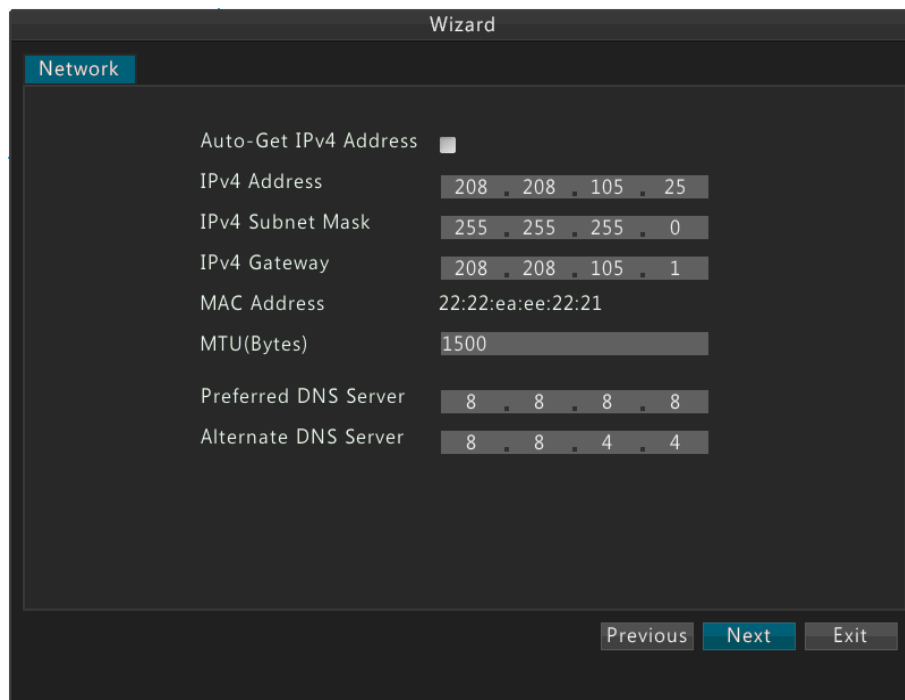 Wizard
Network
Auto-Get IPv4 Address
IPv4 Address 208 . 208 . 105 . 25
IPv4 Subnet Mask 255 . 255 . 255 . 0
IPv4 Gateway 208 . 208 . 105 . 1
MAC Address 22:22:ea:ee:22:21
MTU(Bytes) 1500
Preferred DNS Server 8 . 8 . 8 . 8
Alternate DNS Server 8 . 8 . 4 . 4
Previous Next Exit